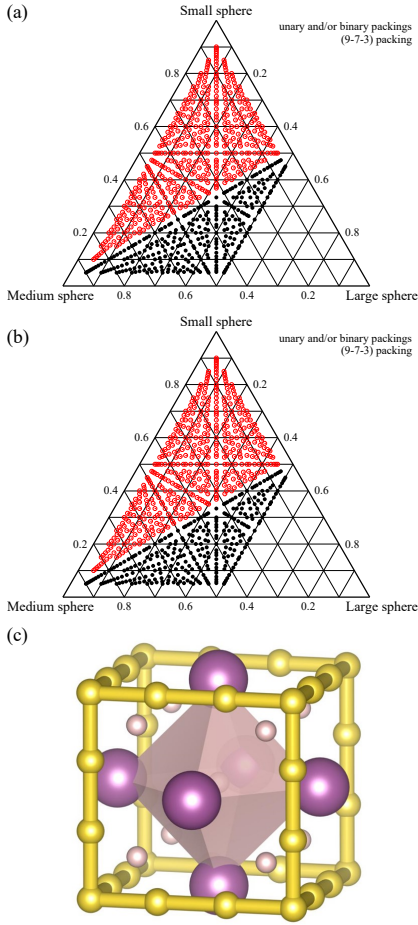 (a)
Small sphere
unary and/or binary packings
(9-7-3) packing
0.8
0.2
0.6
0.4
0.4
0.6
0.2
0.8
Medium sphere
0.8
0.6
0.4
0.2
Large sphere
(b)
Small sphere
unary and/or binary packings
(9-7-3) packing
0.8
0.2
0.6
0.4
0.4
0.6
0.2
0.8
Medium sphere
0.8
0.6
0.4
0.2
Large sphere
(c)